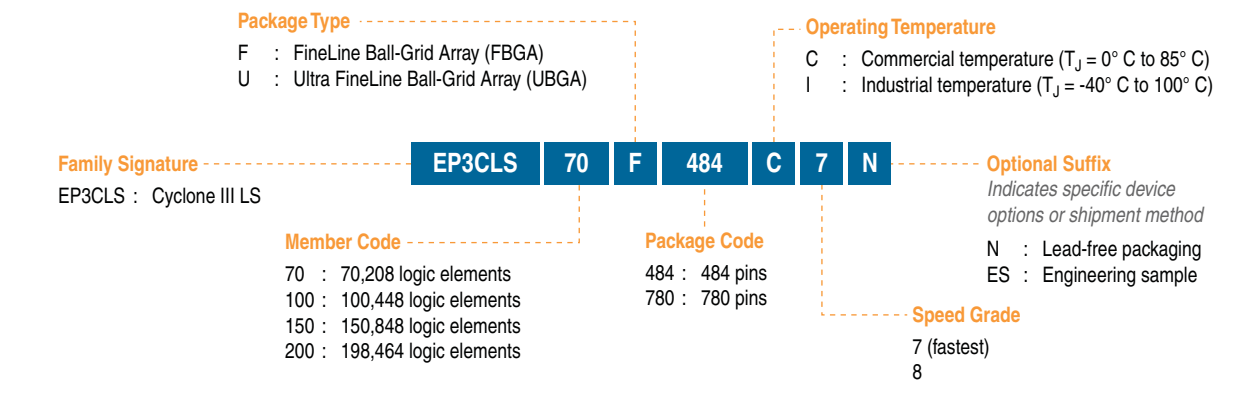 Package Type
F : FineLine Ball-Grid Array (FBGA)
U : Ultra FineLine Ball-Grid Array (UBGA)
Operating Temperature
C : Commercial temperature (TJ = 0° C to 85° C)
I : Industrial temperature (TJ = -40° C to 100° C)
Family Signature
EP3CLS : Cyclone III LS
EP3CLS 70 F 484 C 7 N
Optional Suffix
Indicates specific device
options or shipment method
N : Lead-free packaging
ES : Engineering sample
Member Code
70 : 70,208 logic elements
100 : 100,448 logic elements
150 : 150,848 logic elements
200 : 198,464 logic elements
Package Code
484 : 484 pins
780 : 780 pins
Speed Grade
7 (fastest)
8